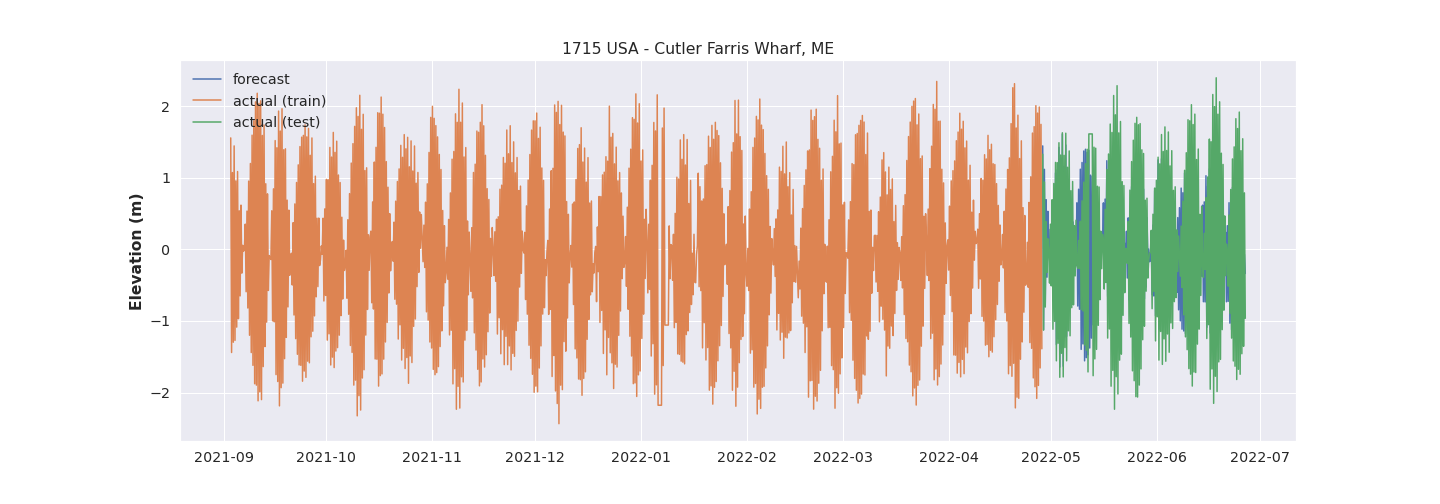 1715 USA - Cutler Farris Wharf, ME
forecast
actual (train)
actual (test)
Elevation (m)
2
1
0
−1
−2
2021-09 2021-10 2021-11 2021-12 2022-01 2022-02 2022-03 2022-04 2022-05 2022-06 2022-07